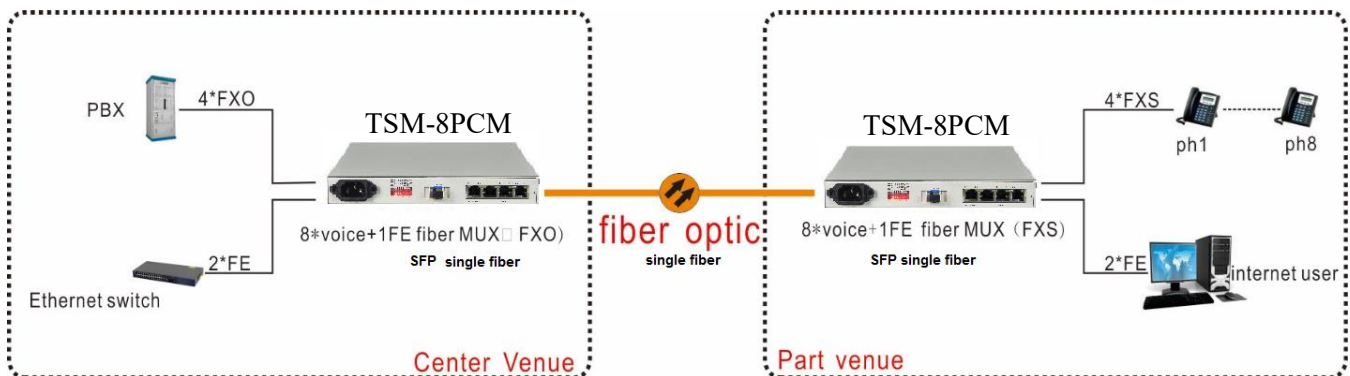 PBX
4*FXO
TSM-8PCM
8*voice+1FE fiber MUX□ FXO)
SFP single fiber
2*FE
Ethernet switch
Center Venue
fiber optic
single fiber
TSM-8PCM
8*voice+1FE fiber MUX（FXS）
SFP single fiber
4*FXS
ph1
ph8
2*FE
internet user
Part venue